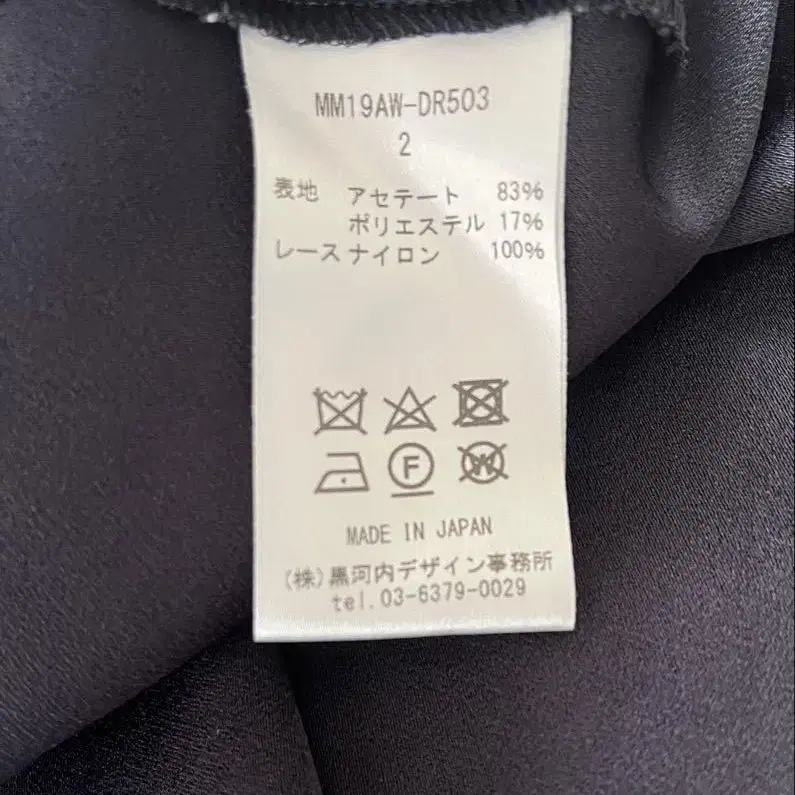 MM19AW-DR503
2
表地 アセテート 83%
ポリエステル 17%
レース ナイロン 100%
F
W
MADE IN JAPAN
(株)黒河内デザイン事務所
tel.03-6379-0029